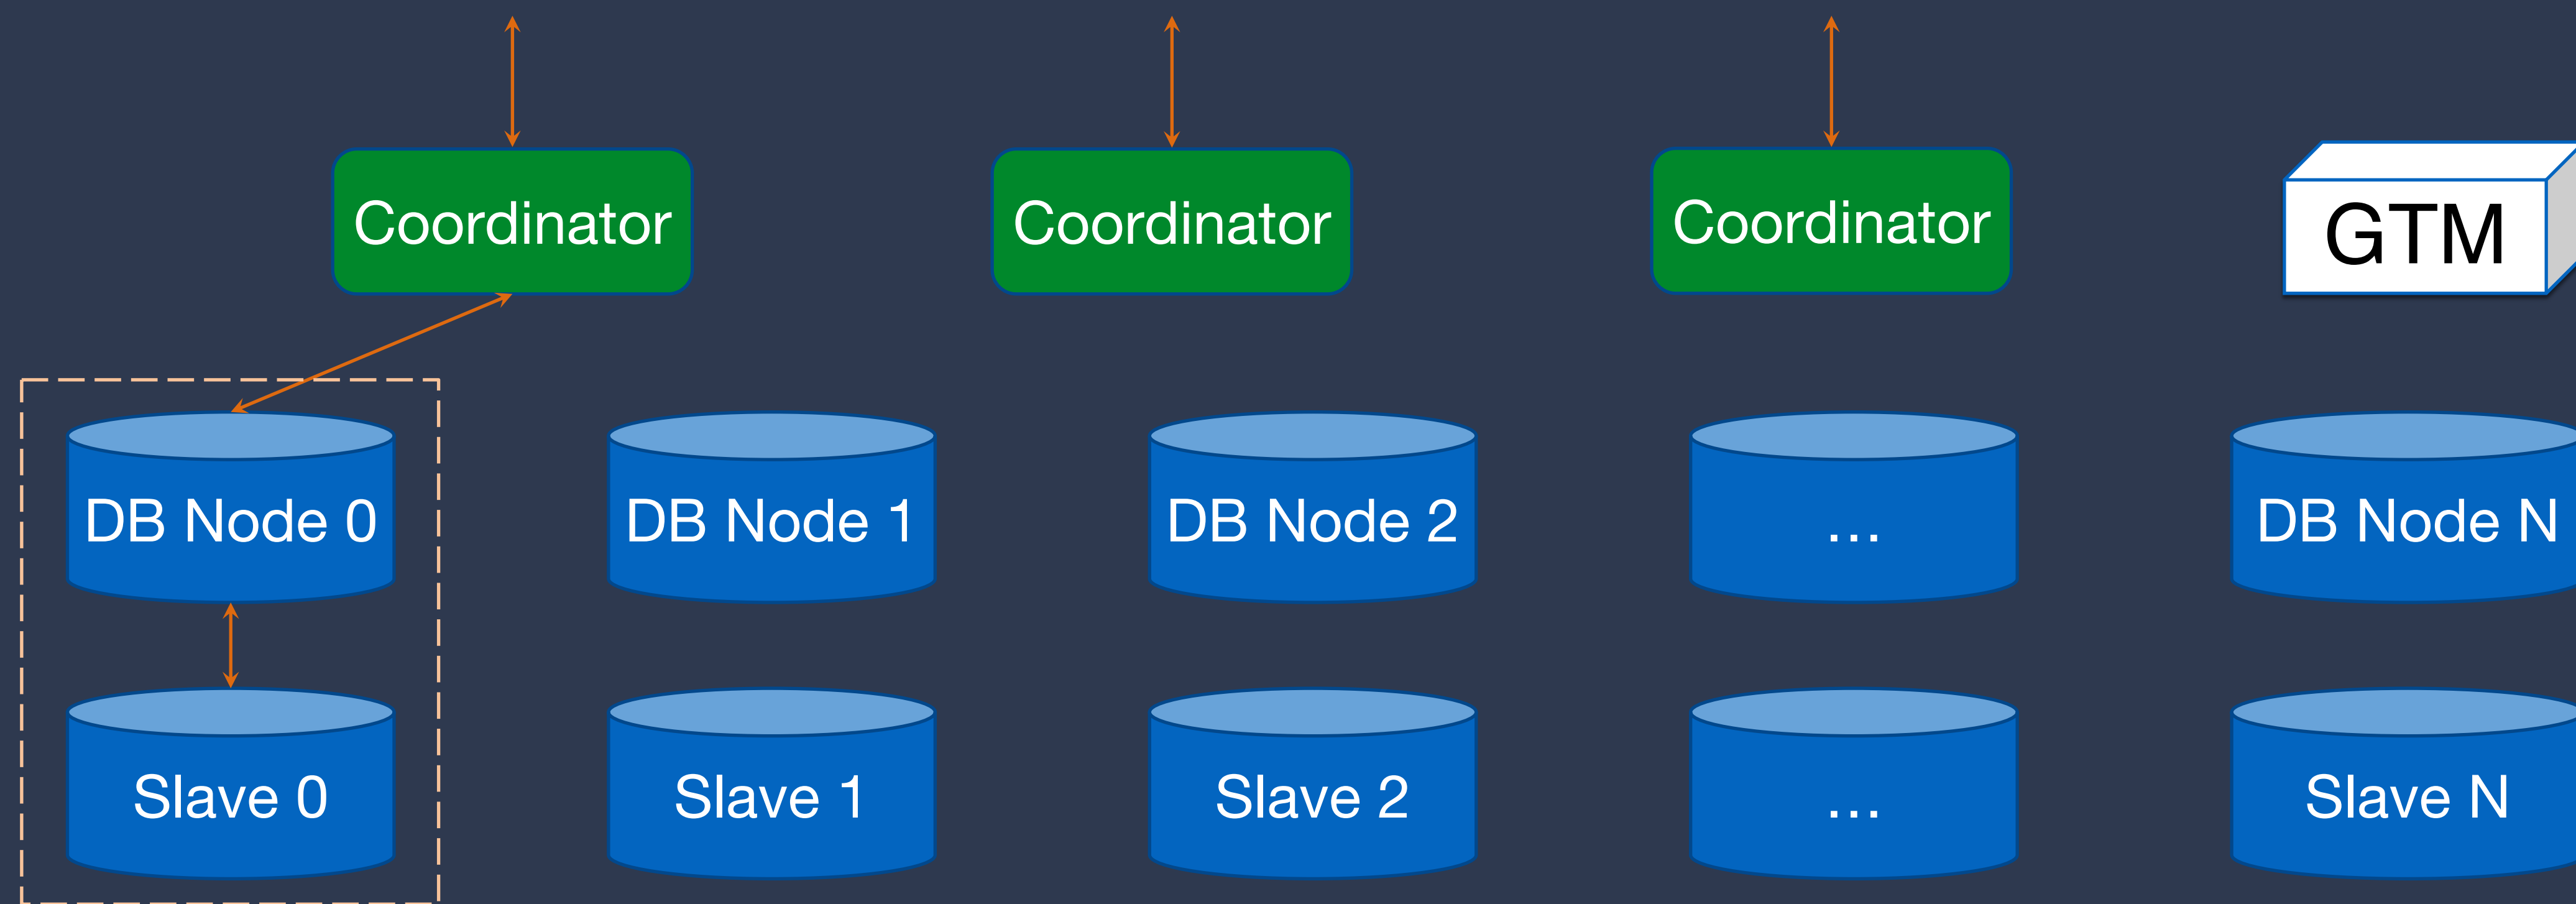 Coordinator
Coordinator
Coordinator
GTM
DB Node 0
DB Node 1
DB Node 2
...
DB Node N
Slave 0
Slave 1
Slave 2
...
Slave N